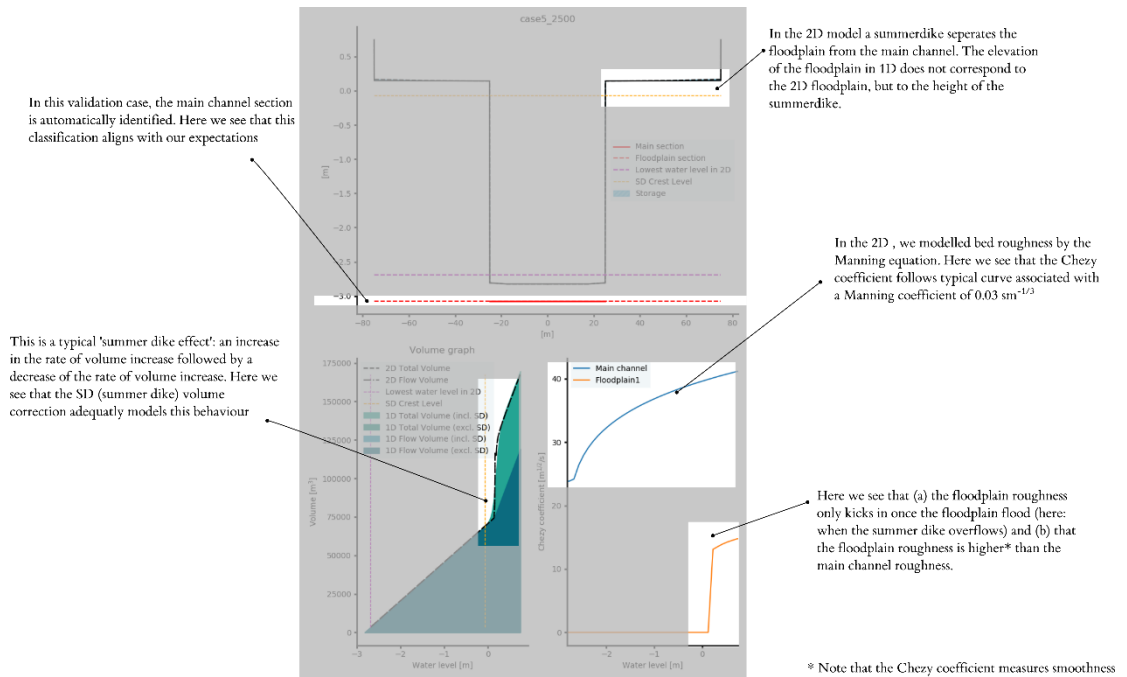 case5_2500
In the 2D model a summerdike seperates the
floodplain from the main channel. The elevation
of the floodplain in 1D does not correspond to
the 2D floodplain, but to the height of the
summerdike.
In this validation case, the main channel section
is automatically identified. Here we see that this
classification aligns with our expectations
0.5
0.0
−0.5
−1.0
−1.5
−2.0
−2.5
−3.0
[m]
Main section
Floodplain section
Lowest water level in 2D
SD Crest Level
Storage
−80 −60 −40 −20 0 20 40 60 80
[m]
In the 2D , we modelled bed roughness by the
Manning equation. Here we see that the Chezy
coefficient follows typical curve associated with
a Manning coefficient of 0.03 sm⁻¹/³
This is a typical 'summer dike effect': an increase
in the rate of volume increase followed by a
decrease of the rate of volume increase. Here we
see that the SD (summer dike) volume
correction adequatly models this behaviour
Volume graph
175000
150000
125000
100000
75000
50000
25000
0
Volume [m³]
2D Total Volume
2D Flow Volume
Lowest water level in 2D
SD Crest Level
1D Total Volume (incl. SD)
1D Total Volume (excl. SD)
1D Flow Volume (incl. SD)
1D Flow Volume (excl. SD)
−3 −2 −1 0
Water level [m]
Main channel
Floodplain1
40
30
20
10
0
Chezy coefficient [m¹/²/s]
−2 −1 0
Water level [m]
Here we see that (a) the floodplain roughness
only kicks in once the floodplain flood (here:
when the summer dike overflows) and (b) that
the floodplain roughness is higher* than the
main channel roughness.
* Note that the Chezy coefficient measures smoothness